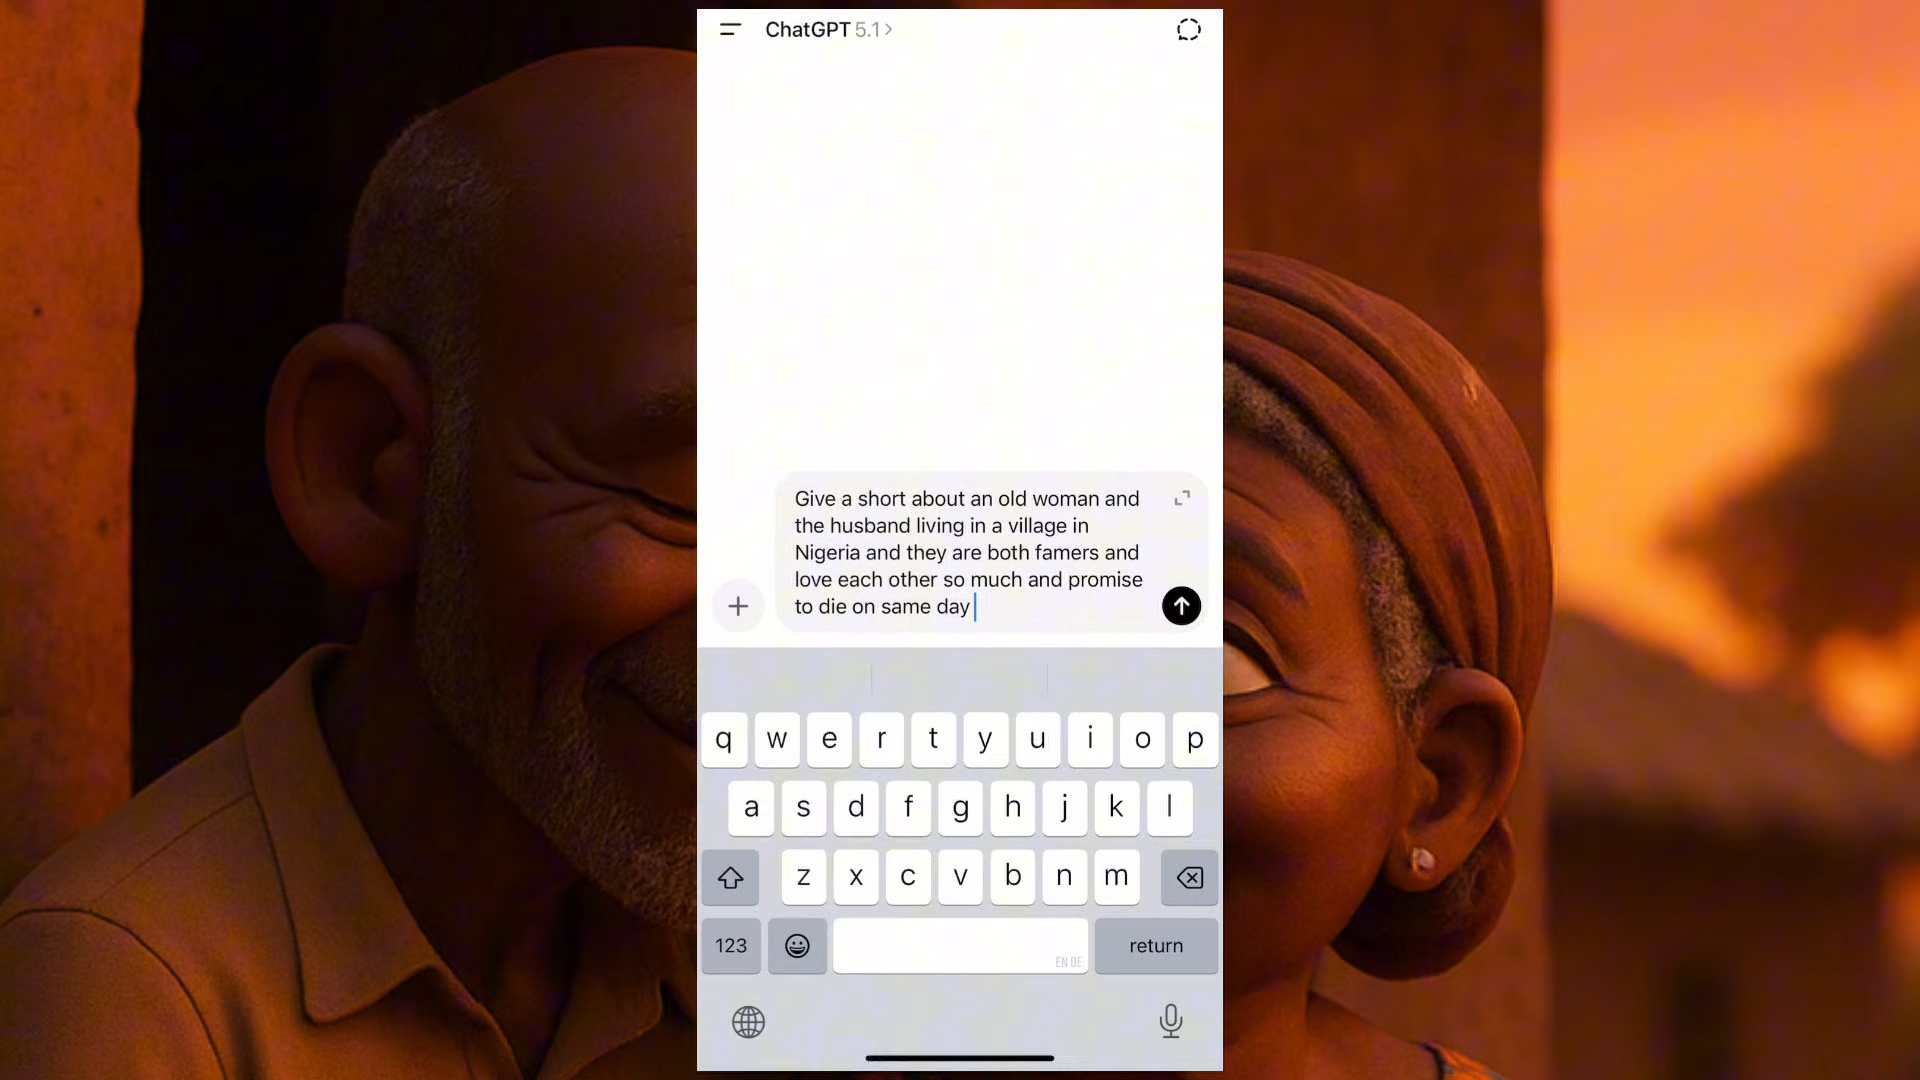 ChatGPT 5.1 >
Give a short about an old woman and
the husband living in a village in
Nigeria and they are both famers and
love each other so much and promise
to die on same day
q w e r t y u i o p
a s d f g h j k l
z x c v b n m
123 EN DE return